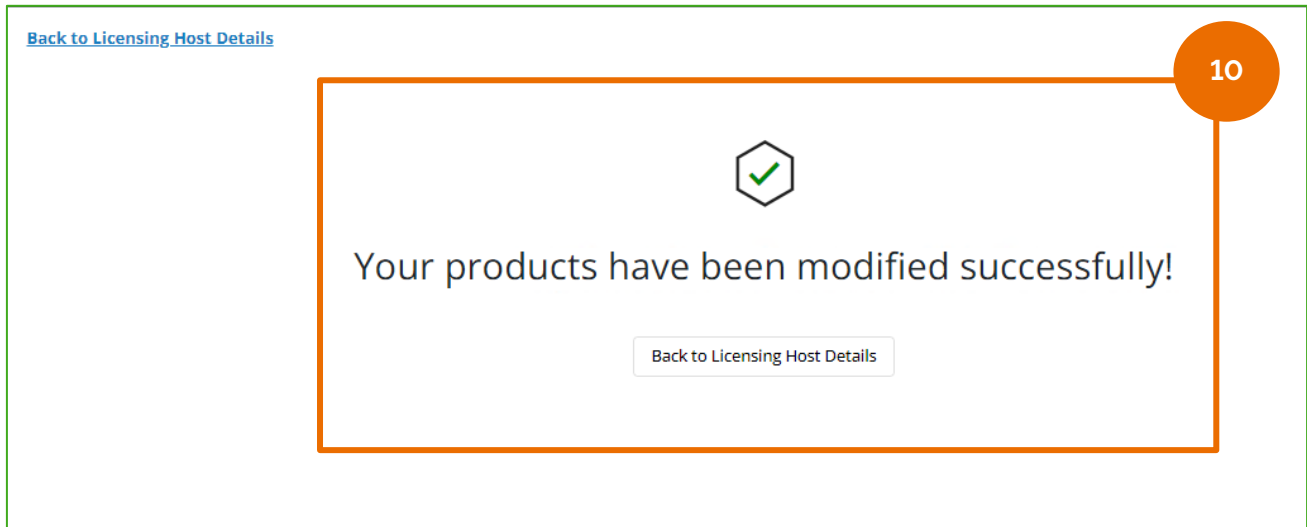 Back to Licensing Host Details
10
Your products have been modified successfully!
Back to Licensing Host Details